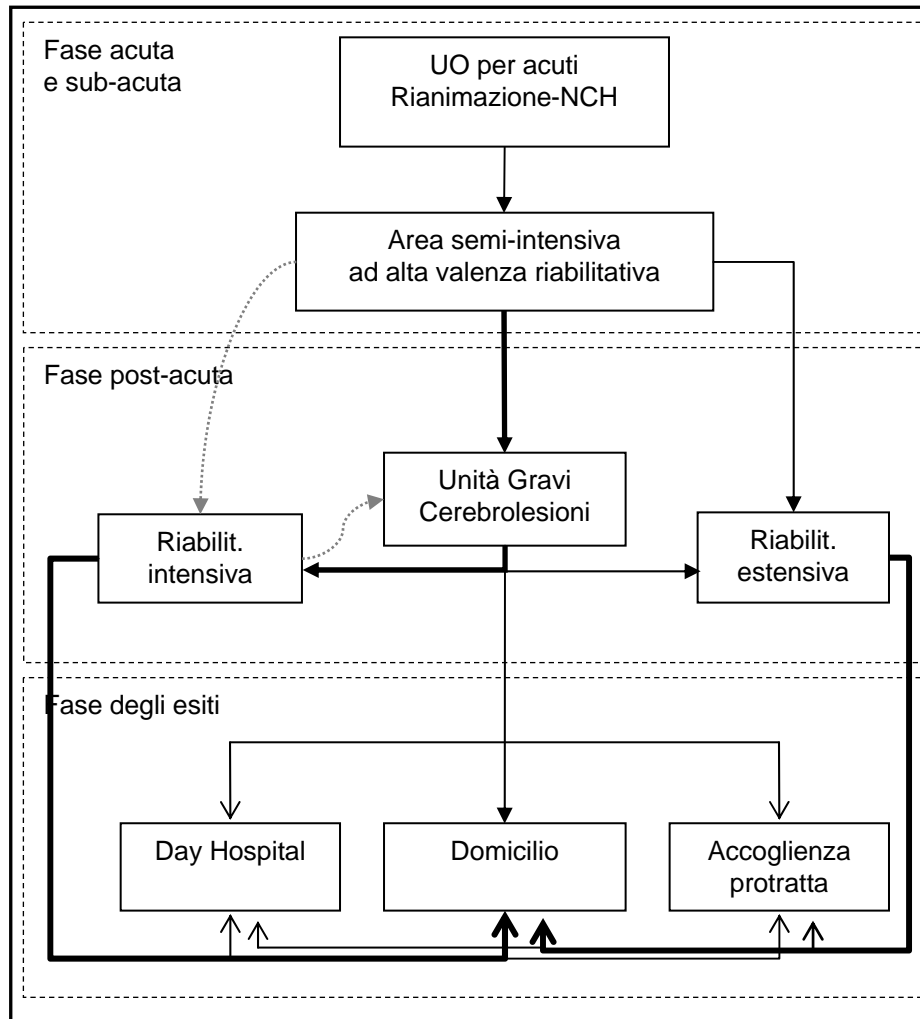 Fase acuta
e sub-acuta
UO per acuti
Rianimazione-NCH
Area semi-intensiva
ad alta valenza riabilitativa
Fase post-acuta
Unità Gravi
Cerebrolesioni
Riabilit.
intensiva
Riabilit.
estensiva
Fase degli esiti
Day Hospital
Domicilio
Accoglienza
protratta